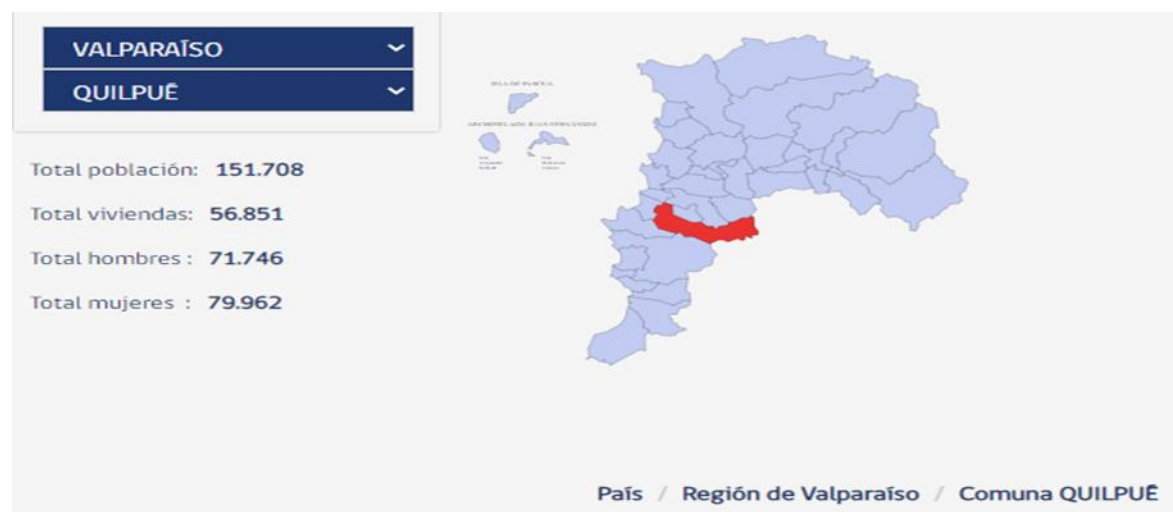 VALPARAÍSO
QUILPUÉ
Total población: 151.708
Total viviendas: 56.851
Total hombres : 71.746
Total mujeres : 79.962
País / Región de Valparaíso / Comuna QUILPUÉ